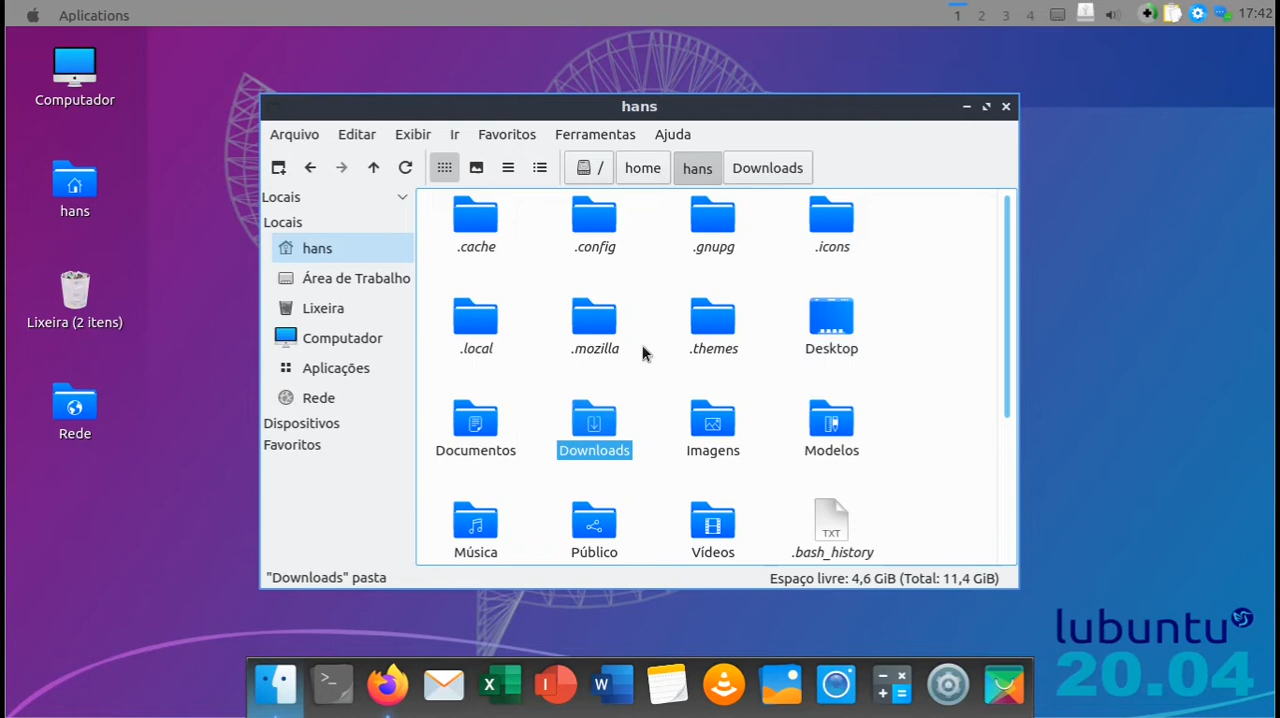 Aplications
1 2 3 4
17:42
Computador
hans
Lixeira (2 itens)
Rede
hans
Arquivo Editar Exibir Ir Favoritos Ferramentas Ajuda
/ home hans Downloads
Locais
Locais
hans
Área de Trabalho
Lixeira
Computador
Aplicações
Rede
Dispositivos
Favoritos
.cache .config .gnupg .icons
.local .mozilla .themes Desktop
Documentos Downloads Imagens Modelos
TXT
Música Público Vídeos .bash_history
"Downloads" pasta
Espaço livre: 4,6 GiB (Total: 11,4 GiB)
lubuntu
20.04
>_ X I W